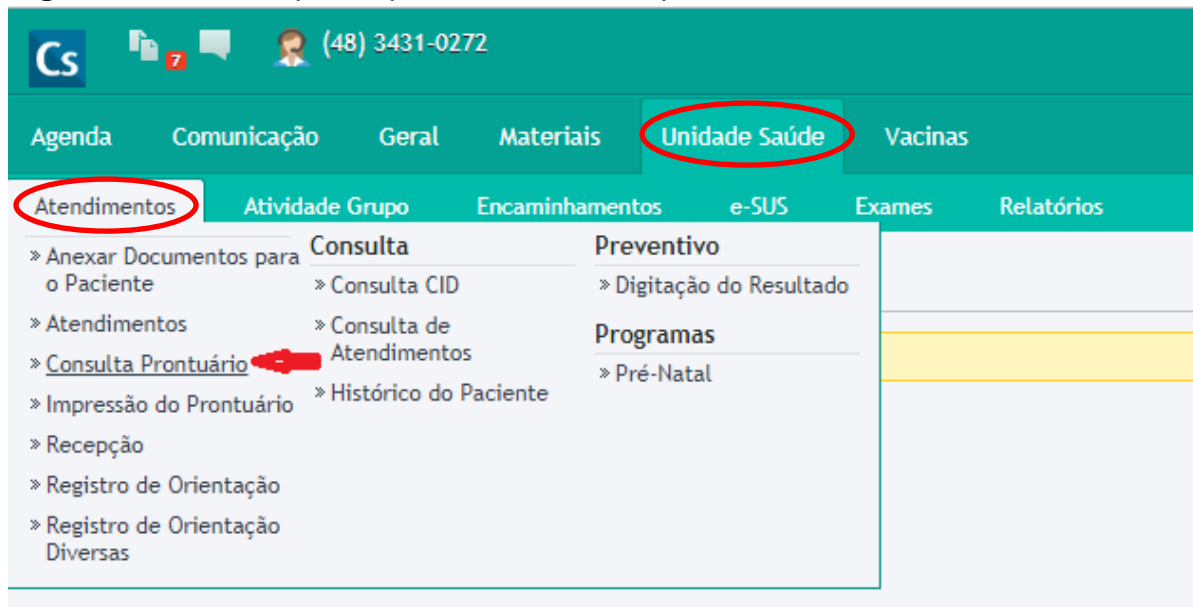 Cs 7 (48) 3431-0272
Agenda Comunicação Geral Materiais Unidade Saúde Vacinas
Atendimentos Atividade Grupo Encaminhamentos e-SUS Exames Relatórios
» Anexar Documentos para
o Paciente
» Atendimentos
» Consulta Prontuário
» Impressão do Prontuário
» Recepção
» Registro de Orientação
» Registro de Orientação
Diversas
Consulta
» Consulta CID
» Consulta de
Atendimentos
» Histórico do Paciente
Preventivo
» Digitação do Resultado
Programas
» Pré-Natal